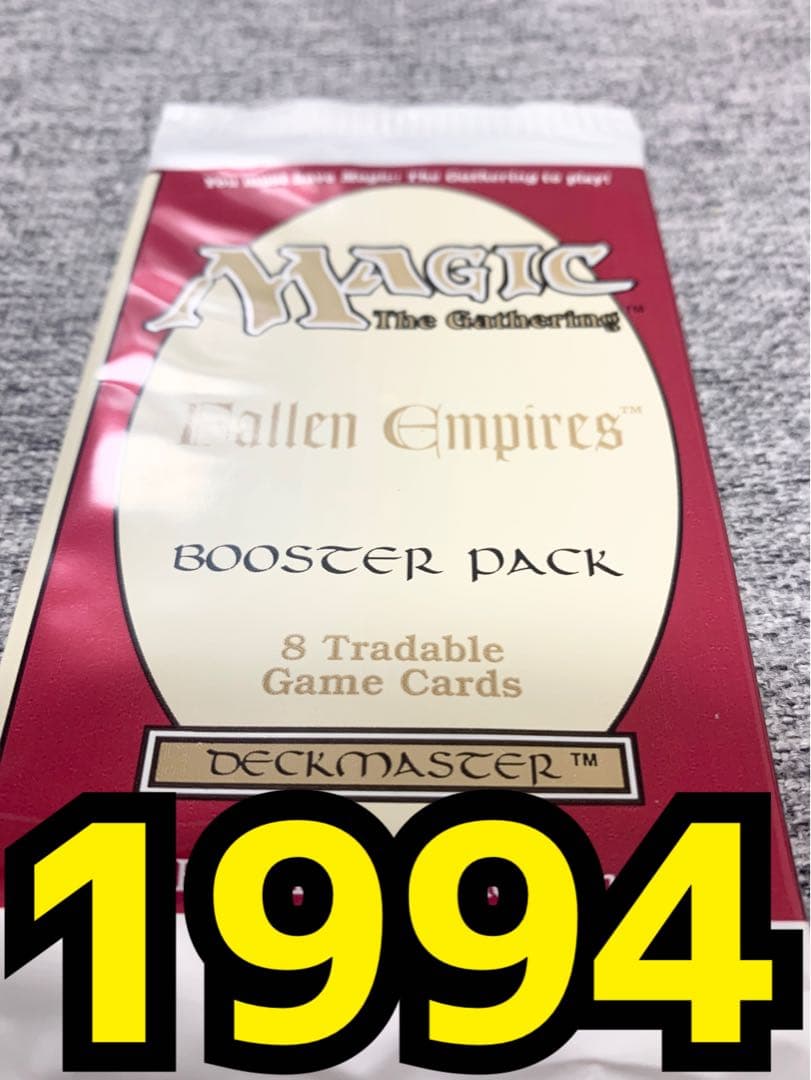 You must have Magic: The Gathering to play!
MAGIC
The Gathering™
Fallen Empires™
BOOSTER PACK
8 Tradable
Game Cards
DECKMASTER™
1994